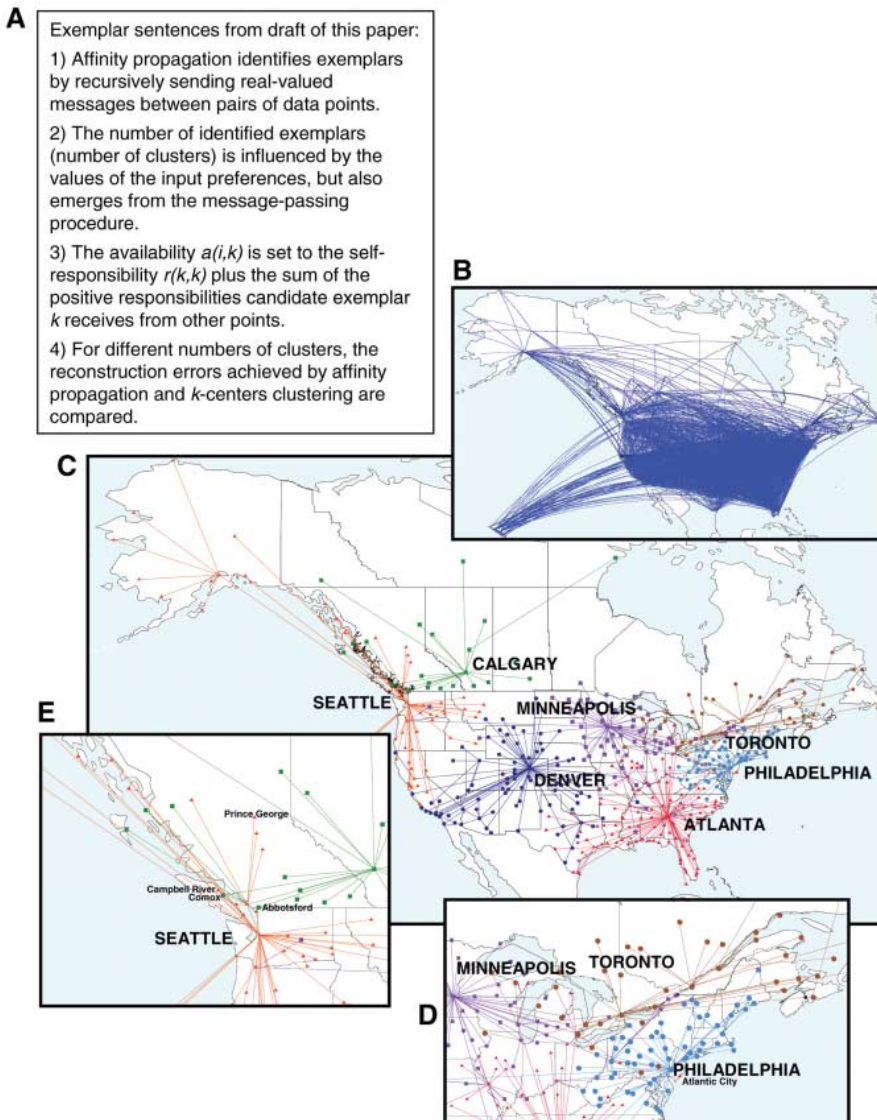 A
Exemplar sentences from draft of this paper:
1) Affinity propagation identifies exemplars
by recursively sending real-valued
messages between pairs of data points.
2) The number of identified exemplars
(number of clusters) is influenced by the
values of the input preferences, but also
emerges from the message-passing
procedure.
3) The availability a(i,k) is set to the self-
responsibility r(k,k) plus the sum of the
positive responsibilities candidate exemplar
k receives from other points.
4) For different numbers of clusters, the
reconstruction errors achieved by affinity
propagation and k-centers clustering are
compared.
B
C
CALGARY
SEATTLE
MINNEAPOLIS
TORONTO
DENVER
PHILADELPHIA
ATLANTA
E
Prince George
Campbell River
Comox
Abbotsford
SEATTLE
D
MINNEAPOLIS
TORONTO
PHILADELPHIA
Atlantic City